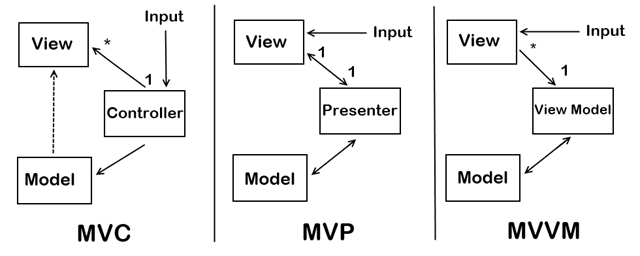 Input
View
*
1
Controller
Model
MVC
Input
View
1
1
Presenter
Model
MVP
Input
View
*
1
View Model
Model
MVVM